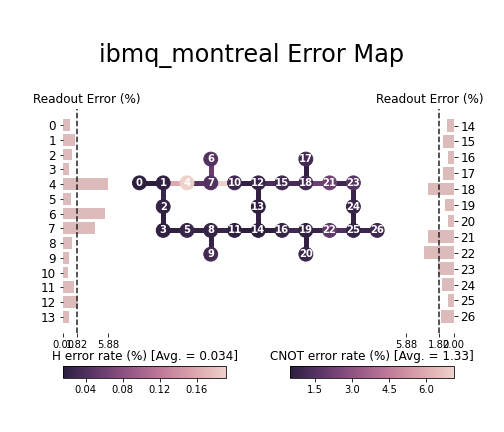 ibmq_montreal Error Map
Readout Error (%)
Readout Error (%)
0
1
2
3
4
5
6
7
8
9
10
11
12
13
14
15
16
17
18
19
20
21
22
23
24
25
26
6 17
0 1 4 7 10 12 15 18 21 23
2 13 24
3 5 8 11 14 16 19 22 25 26
9 20
0.00 1.82 5.88
5.88 1.82 0.00
H error rate (%) [Avg. = 0.034]
CNOT error rate (%) [Avg. = 1.33]
0.04 0.08 0.12 0.16
1.5 3.0 4.5 6.0